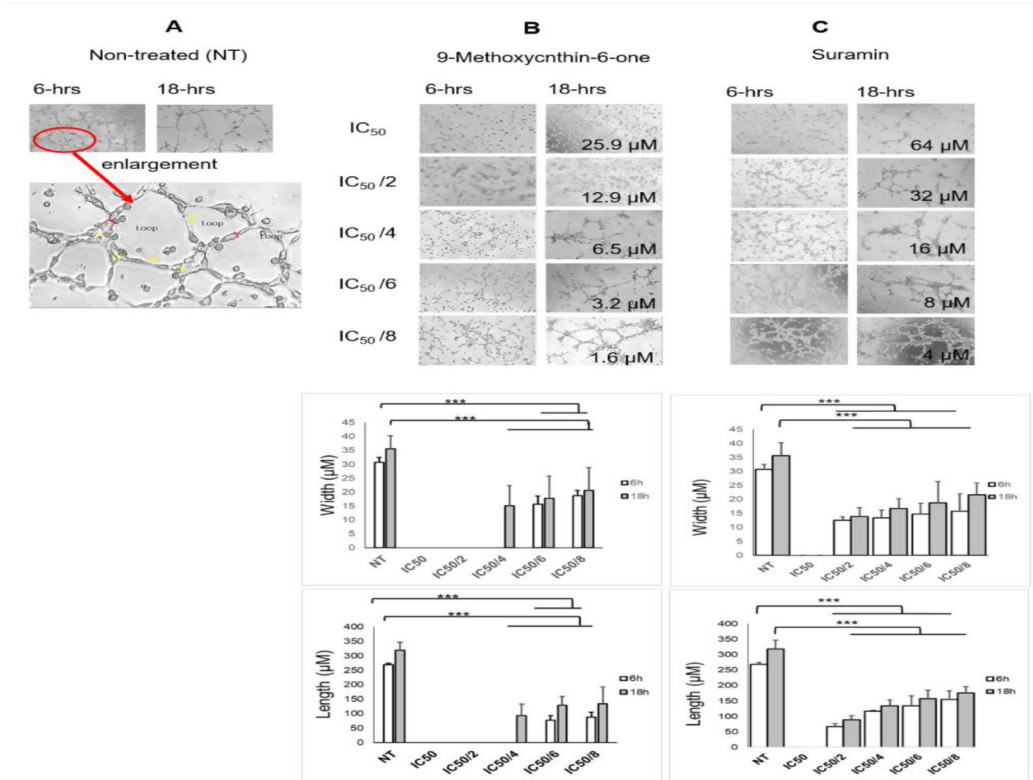 A
Non-treated (NT)
6-hrs 18-hrs
enlargement
Loop
Loop
Loop
B
9-Methoxycnthin-6-one
6-hrs 18-hrs
IC50
25.9 µM
IC50 /2
12.9 µM
IC50 /4
6.5 µM
IC50 /6
3.2 µM
IC50 /8
1.6 µM
C
Suramin
6-hrs 18-hrs
64 µM
32 µM
16 µM
8 µM
4 µM
***
***
Width (µM)
45
40
35
30
25
20
15
10
5
0
NT IC50 IC50/2 IC50/4 IC50/6 IC50/8
6h
18h
***
***
Width (µM)
45
40
35
30
25
20
15
10
5
0
NT IC50 IC50/2 IC50/4 IC50/6 IC50/8
6h
18h
***
***
Length (µM)
400
350
300
250
200
150
100
50
0
NT IC50 IC50/2 IC50/4 IC50/6 IC50/8
6h
18h
***
***
Length (µM)
400
350
300
250
200
150
100
50
0
NT IC50 IC50/2 IC50/4 IC50/6 IC50/8
6h
18h